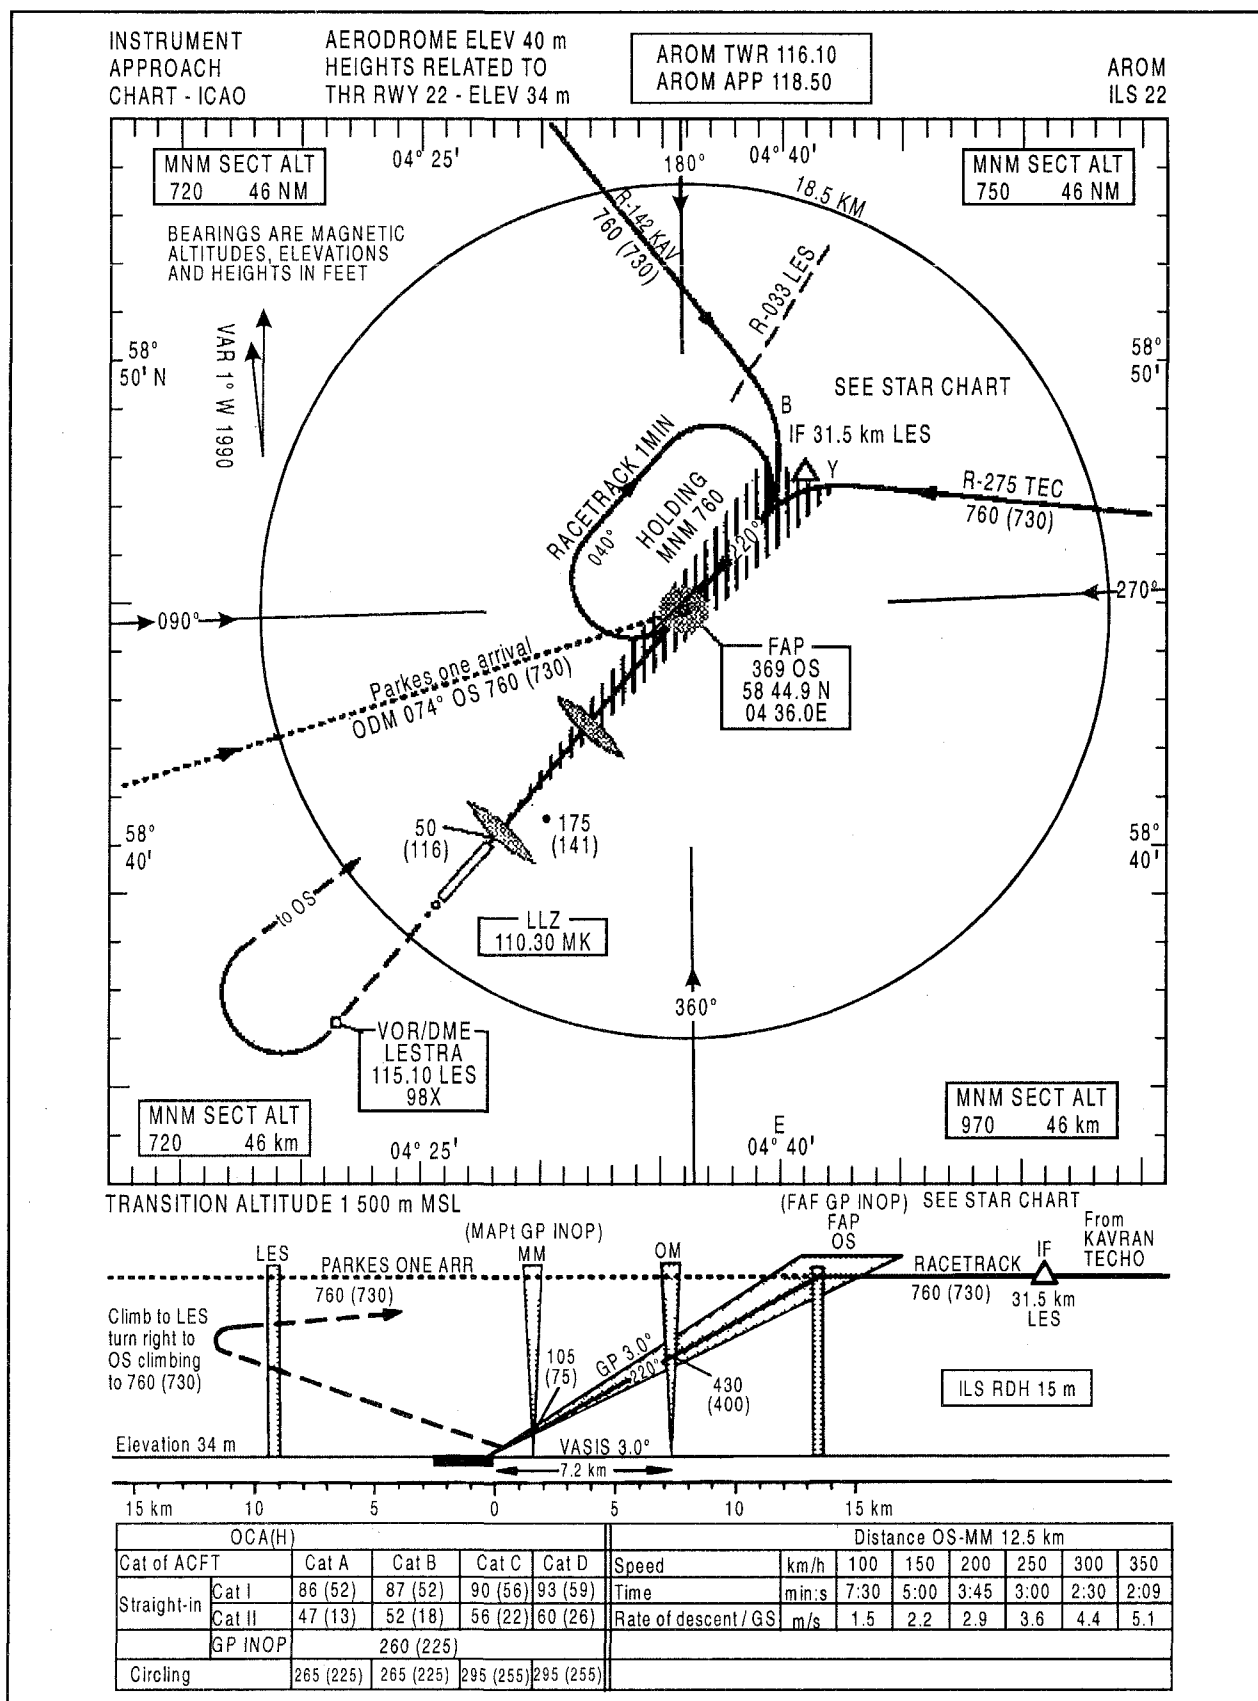 INSTRUMENT
APPROACH
CHART - ICAO
AERODROME ELEV 40 m
HEIGHTS RELATED TO
THR RWY 22 - ELEV 34 m
AROM TWR 116.10
AROM APP 118.50
AROM
ILS 22
MNM SECT ALT
720 46 NM
04° 25'
180°
04° 40'
MNM SECT ALT
750 46 NM
18.5 KM
BEARINGS ARE MAGNETIC
ALTITUDES, ELEVATIONS
AND HEIGHTS IN FEET
R-142 KAV
760 (730)
R-033 LES
VAR 1° W 1990
58°
50' N
58°
50'
SEE STAR CHART
B
IF 31.5 km LES
Y
R-275 TEC
760 (730)
RACETRACK 1MIN
040°
HOLDING
MNM 760
220°
090°
270°
Parkes one arrival
ODM 074° OS 760 (730)
FAP
369 OS
58 44.9 N
04 36.0E
58°
40'
50
(116)
175
(141)
58°
40'
to OS
LLZ
110.30 MK
360°
VOR/DME
LESTRA
115.10 LES
98X
MNM SECT ALT
720 46 km
04° 25'
E
04° 40'
MNM SECT ALT
970 46 km
TRANSITION ALTITUDE 1 500 m MSL
(FAF GP INOP) SEE STAR CHART
(MAPt GP INOP)
LES
PARKES ONE ARR
760 (730)
MM
OM
FAP
OS
RACETRACK
760 (730)
IF
31.5 km
LES
From
KAVRAN
TECHO
Climb to LES
turn right to
OS climbing
to 760 (730)
105
(75)
GP 3.0°
220°
430
(400)
ILS RDH 15 m
Elevation 34 m
VASIS 3.0°
7.2 km
15 km 10 5 0 5 10 15 km
OCA(H)
Distance OS-MM 12.5 km
Cat of ACFT Cat A Cat B Cat C Cat D
Speed km/h 100 150 200 250 300 350
Straight-in
Cat I 86 (52) 87 (52) 90 (56) 93 (59)
Time min:s 7:30 5:00 3:45 3:00 2:30 2:09
Cat II 47 (13) 52 (18) 56 (22) 60 (26)
Rate of descent / GS m/s 1.5 2.2 2.9 3.6 4.4 5.1
GP INOP 260 (225)
Circling 265 (225) 265 (225) 295 (255) 295 (255)